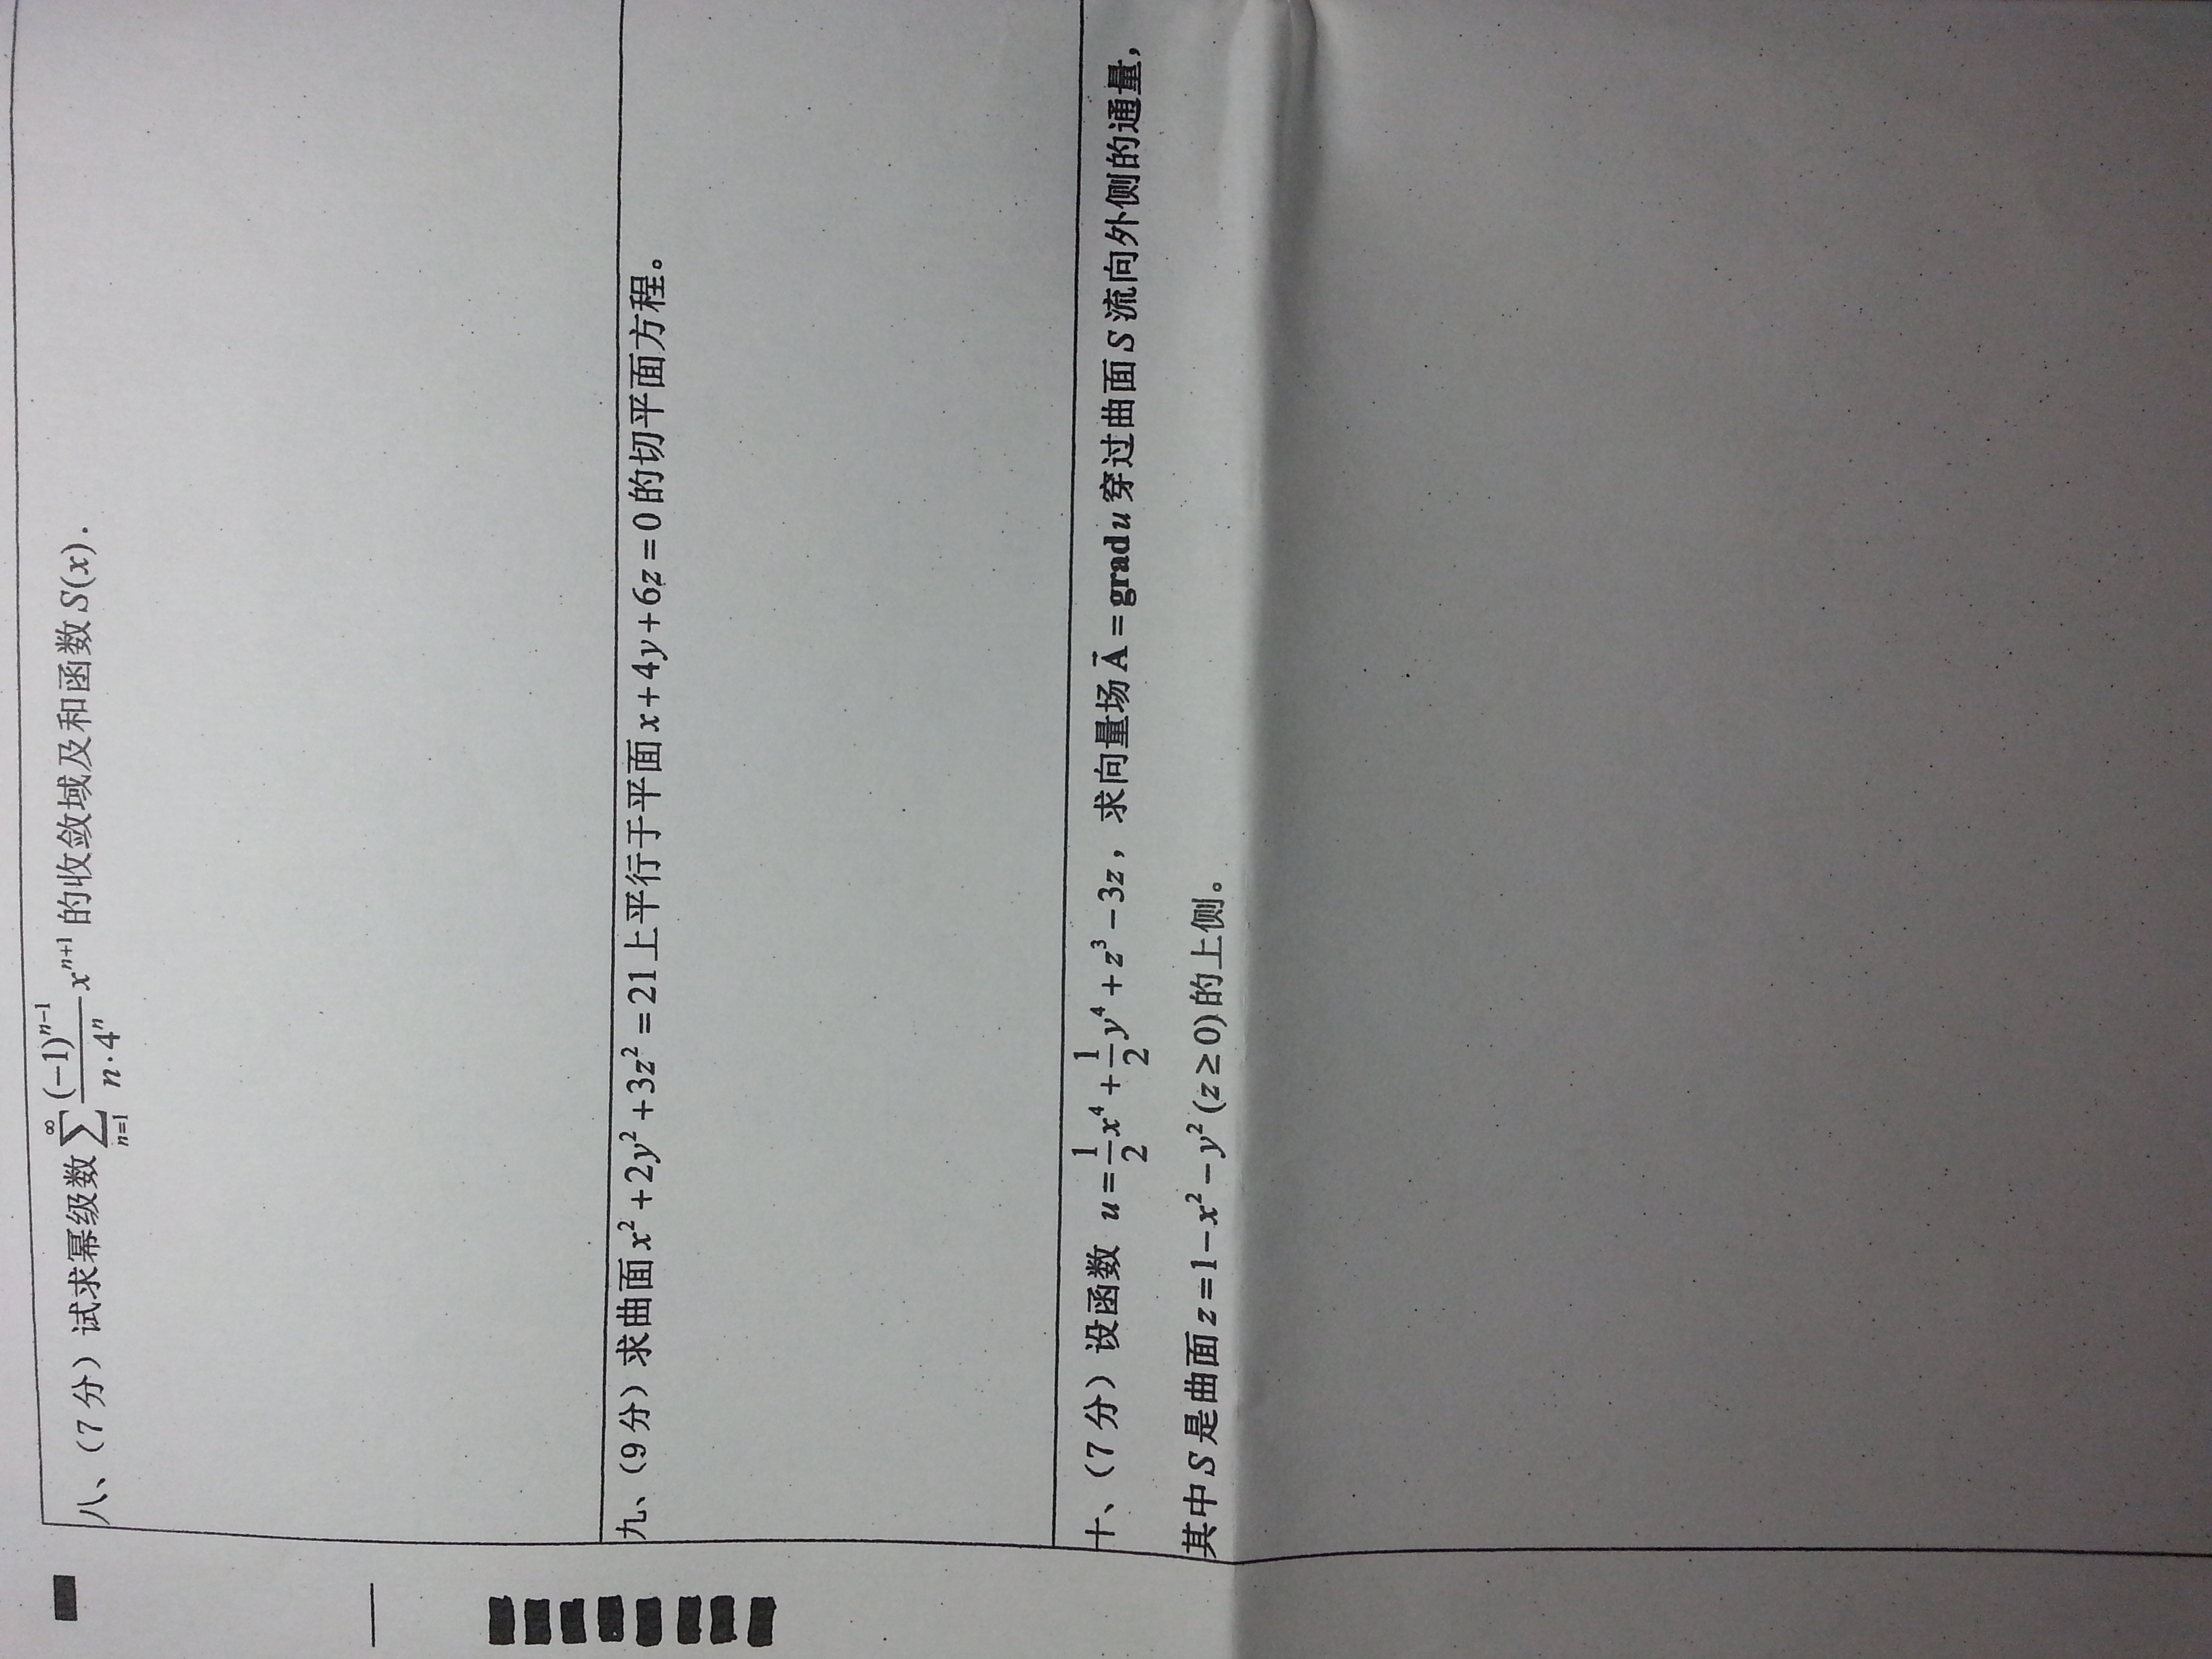 八、（7 分）试求幂级数 $\sum_{n=1}^{\infty}\frac{(-1)^{n-1}}{n\cdot 4^n}x^{n+1}$ 的收敛域及和函数 $S(x)$ .
九、（9 分）求曲面 $x^2+2y^2+3z^2=21$ 上平行于平面 $x+4y+6z=0$ 的切平面方程。
十、（7 分）设函数 $u=\frac{1}{2}x^4+\frac{1}{2}y^4+z^3-3z$，求向量场 $\vec{\mathbf{A}}=\mathbf{grad}\,u$ 穿过曲面 $S$ 流向外侧的通量，
其中 $S$ 是曲面 $z=1-x^2-y^2\,(z\geq 0)$ 的上侧。